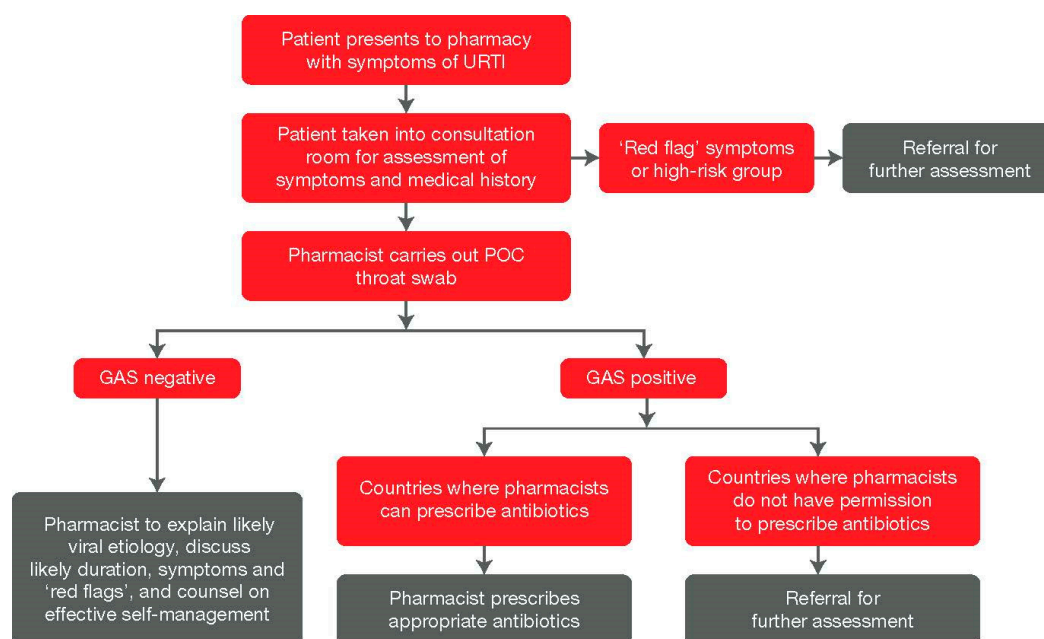 Patient presents to pharmacy
with symptoms of URTI
Patient taken into consultation
room for assessment of
symptoms and medical history
‘Red flag’ symptoms
or high-risk group
Referral for
further assessment
Pharmacist carries out POC
throat swab
GAS negative
GAS positive
Countries where pharmacists
can prescribe antibiotics
Countries where pharmacists
do not have permission
to prescribe antibiotics
Pharmacist to explain likely
viral etiology, discuss
likely duration, symptoms and
‘red flags’, and counsel on
effective self-management
Pharmacist prescribes
appropriate antibiotics
Referral for
further assessment